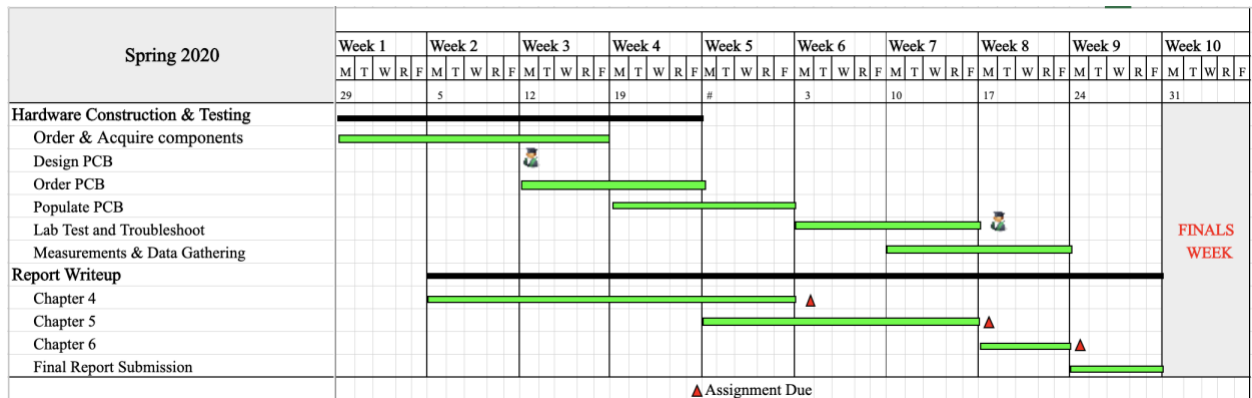 Spring 2020
Week 1 Week 2 Week 3 Week 4 Week 5 Week 6 Week 7 Week 8 Week 9 Week 10
M T W R F M T W R F M T W R F M T W R F M T W R F M T W R F M T W R F M T W R F M T W R F M T W R F
29 5 12 19 # 3 10 17 24 31
Hardware Construction & Testing
Order & Acquire components
Design PCB
Order PCB
Populate PCB
Lab Test and Troubleshoot
Measurements & Data Gathering
Report Writeup
Chapter 4
Chapter 5
Chapter 6
Final Report Submission
FINALS
WEEK
Assignment Due